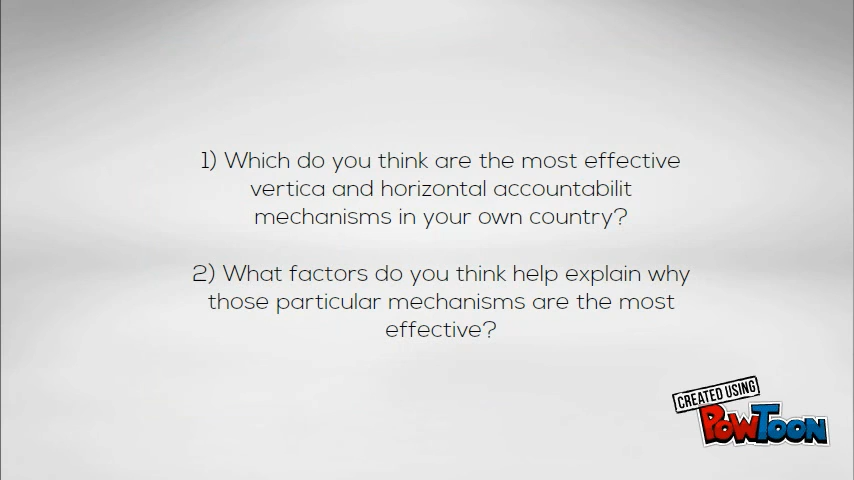 1) Which do you think are the most effective
vertica and horizontal accountabilit
mechanisms in your own country?
2) What factors do you think help explain why
those particular mechanisms are the most
effective?
CREATED USING
POWTOON